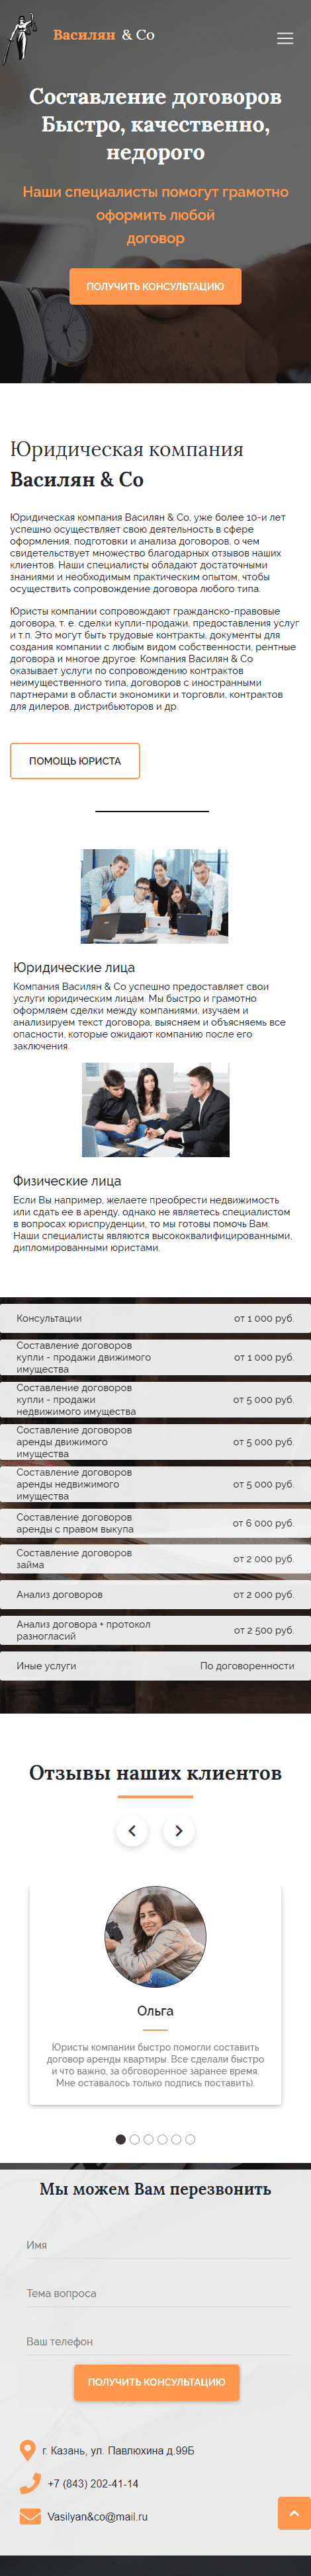 Василян & Co
Составление договоров
Быстро, качественно,
недорого
Наши специалисты помогут грамотно
оформить любой
договор
ПОЛУЧИТЬ КОНСУЛЬТАЦИЮ
Юридическая компания
Василян & Co
Юридическая компания Василян & Co, уже более 10-и лет
успешно осуществляет свою деятельность в сфере
оформления, подготовки и анализа договоров, о чем
свидетельствует множество благодарных отзывов наших
клиентов. Наши специалисты обладают достаточными
знаниями и необходимым практическим опытом, чтобы
осуществить сопровождение договора любого типа.
Юристы компании сопровождают гражданско-правовые
договора, т. е. сделки купли-продажи, предоставления услуг
и т.п. Это могут быть трудовые контракты, документы для
создания компании с любым видом собственности, рентные
договора и многое другое. Компания Василян & Co
оказывает услуги по сопровождению контрактов
неимущественного типа, договоров с иностранными
партнерами в области экономики и торговли, контрактов
для дилеров, дистрибьюторов и др.
ПОМОЩЬ ЮРИСТА
Юридические лица
Компания Василян & Co успешно предоставляет свои
услуги юридическим лицам. Мы быстро и грамотно
оформляем сделки между компаниями, изучаем и
анализируем текст договора, выясняем и объясняемь все
опасности, которые ожидают компанию после его
заключения.
Физические лица
Если Вы например, желаете преобрести недвижимость
или сдать ее в аренду, однако не являетесь специалистом
в вопросах юриспруденции, то мы готовы помочь Вам.
Наши специалисты являются высококвалифицированными,
дипломированными юристами.
Консультации от 1 000 руб.
Составление договоров
купли - продажи движимого от 1 000 руб.
имущества
Составление договоров
купли - продажи от 5 000 руб.
недвижимого имущества
Составление договоров
аренды движимого от 5 000 руб.
имущества
Составление договоров
аренды недвижимого от 5 000 руб.
имущества
Составление договоров
аренды с правом выкупа от 6 000 руб.
Составление договоров
займа от 2 000 руб.
Анализ договоров от 2 000 руб.
Анализ договора + протокол
разногласий от 2 500 руб.
Иные услуги По договоренности
Отзывы наших клиентов
Ольга
Юристы компании быстро помогли составить
договор аренды квартиры. Все сделали быстро
и что важно, за обговоренное заранее время.
Мне оставалось только подпись поставить).
Мы можем Вам перезвонить
Имя
Тема вопроса
Ваш телефон
ПОЛУЧИТЬ КОНСУЛЬТАЦИЮ
г. Казань, ул. Павлюхина д.99Б
+7 (843) 202-41-14
Vasilyan&co@mail.ru